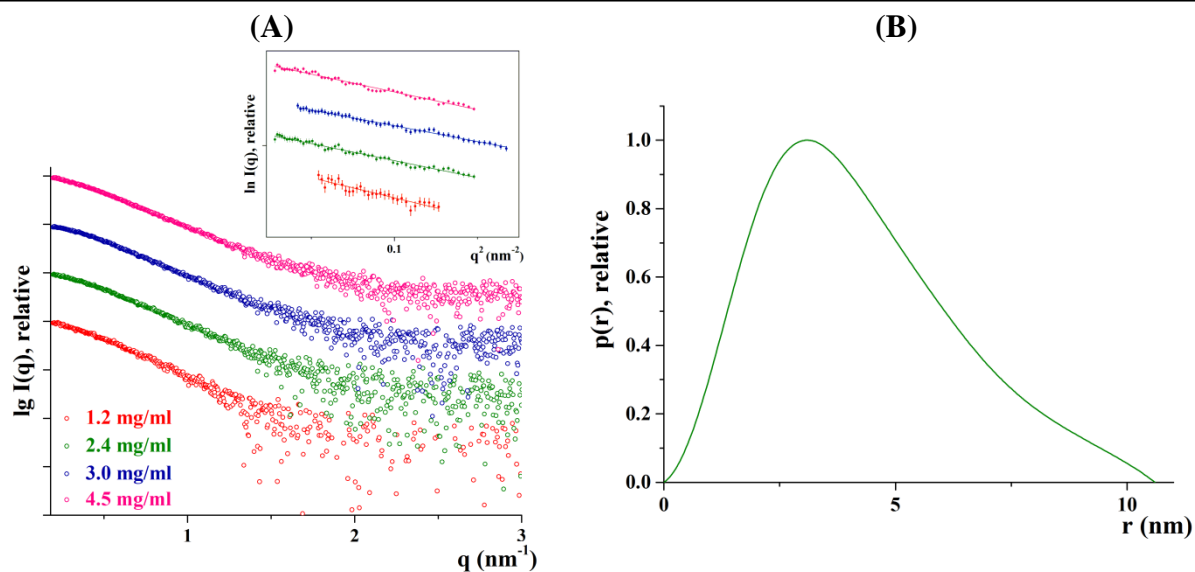 (A)
(B)
ln I(q), relative
0.1
q² (nm⁻²)
lg I(q), relative
1.2 mg/ml
2.4 mg/ml
3.0 mg/ml
4.5 mg/ml
1
2
3
q (nm⁻¹)
p(r), relative
1.0
0.8
0.6
0.4
0.2
0.0
0
5
10
r (nm)